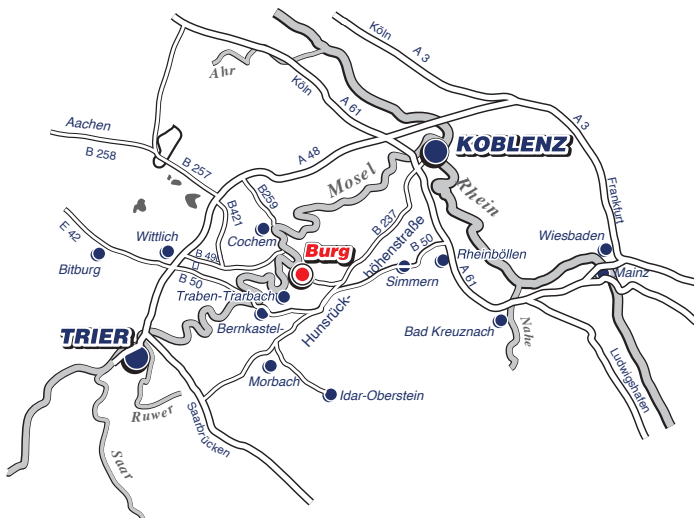 Köln
A 3
Ahr
Köln
A 61
A 3
Aachen
B 258
B 257
A 48
KOBLENZ
Mosel
Rhein
Frankfurt
B259
B421
B 237
E 42
Wittlich
Cochem
höhenstraße
B 50
Wiesbaden
B 49
Burg
Rheinböllen
Bitburg
B 50
Simmern
A 61
Mainz
Traben-Trarbach
Bernkastel-
Hunsrück-
Bad Kreuznach
Nahe
TRIER
Ludwigshafen
Morbach
Idar-Oberstein
Ruwer
Saarbrücken
Saar